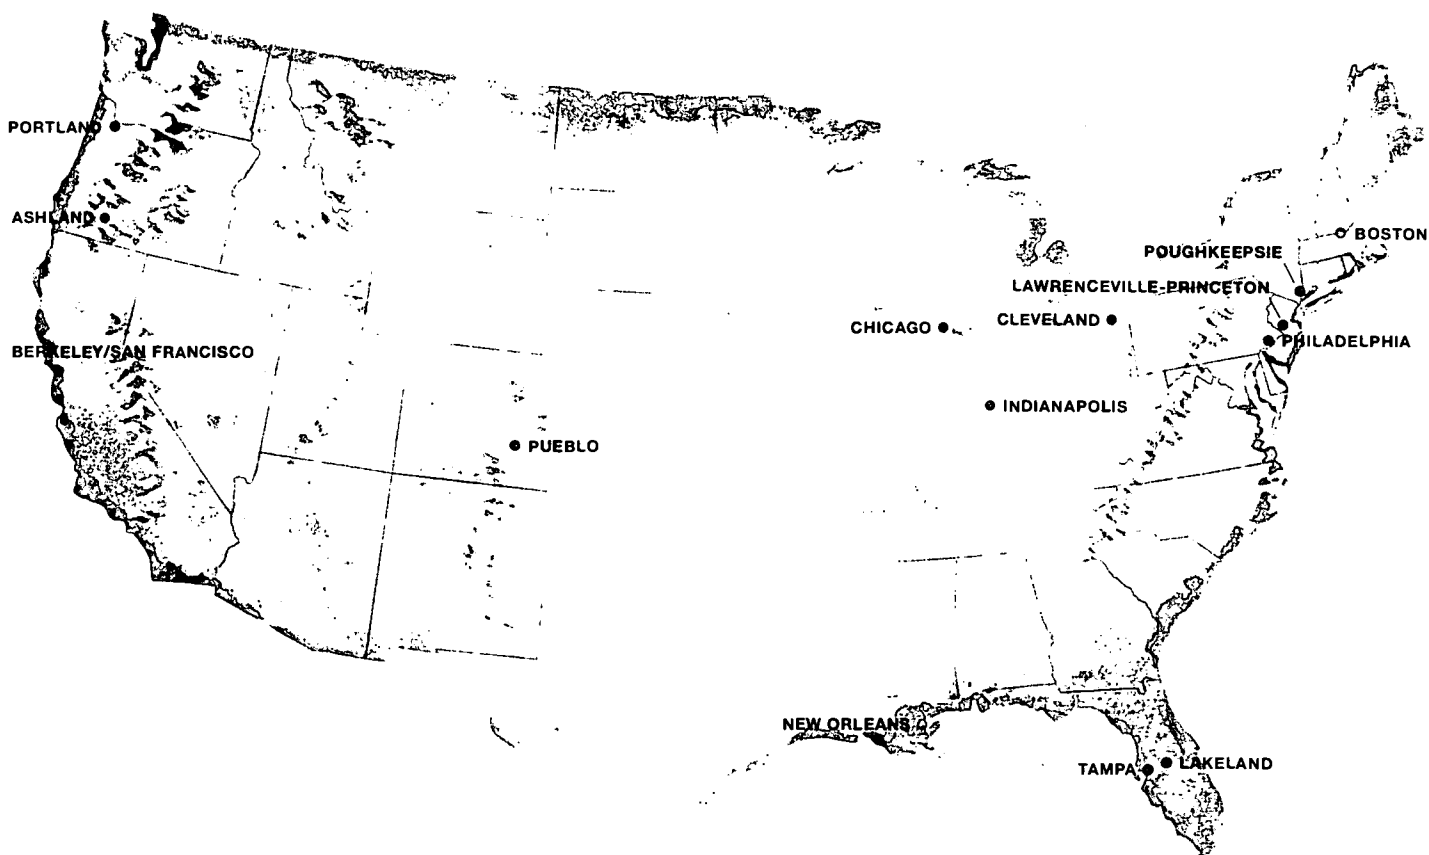 PORTLAND
ASHLAND
BOSTON
POUGHKEEPSIE
LAWRENCEVILLE-PRINCETON
CHICAGO
CLEVELAND
PHILADELPHIA
BERKELEY/SAN FRANCISCO
INDIANAPOLIS
PUEBLO
NEW ORLEANS
TAMPA
LAKELAND